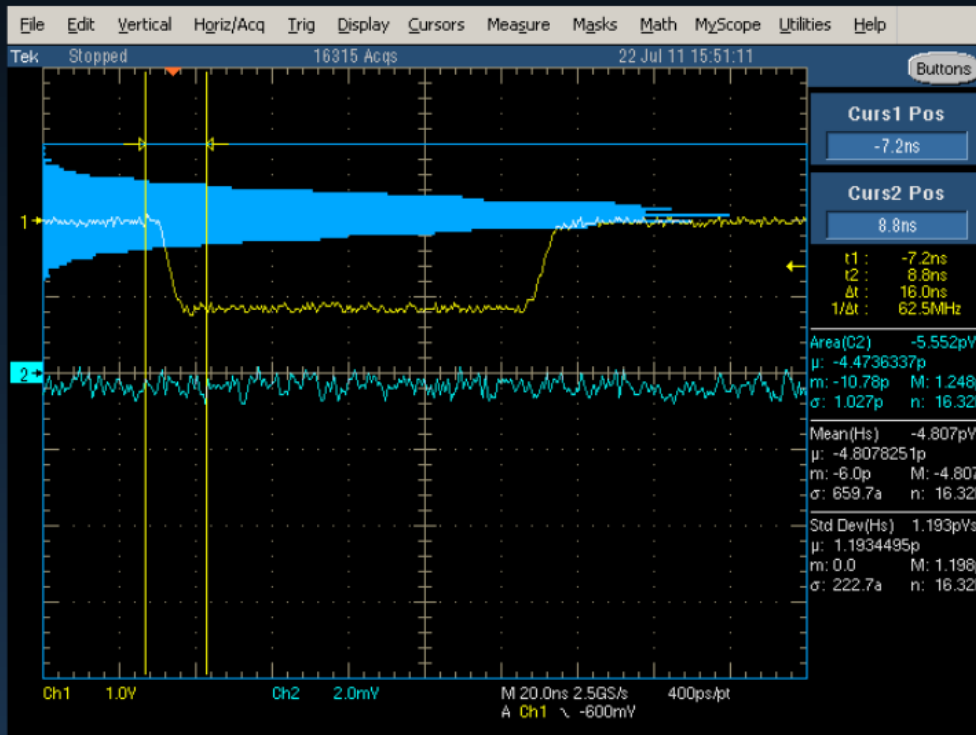 File Edit Vertical Horiz/Acq Trig Display Cursors Measure Masks Math MyScope Utilities Help
Tek Stopped 16315 Acqs 22 Jul 11 15:51:11
Buttons
Curs1 Pos
-7.2ns
Curs2 Pos
8.8ns
t1 : -7.2ns
t2 : 8.8ns
Δt : 16.0ns
1/Δt : 62.5MHz
Area(C2) -5.552pV
µ: -4.4736337p
m: -10.78p M: 1.248
σ: 1.027p n: 16.32
Mean(Hs) -4.807pV
µ: -4.8078251p
m: -6.0p M: -4.807
σ: 659.7a n: 16.32
Std Dev(Hs) 1.193pVs
µ: 1.1934495p
m: 0.0 M: 1.198
σ: 222.7a n: 16.32
1
2
Ch1 1.0V Ch2 2.0mV M 20.0ns 2.5GS/s 400ps/pt
A Ch1 -600mV